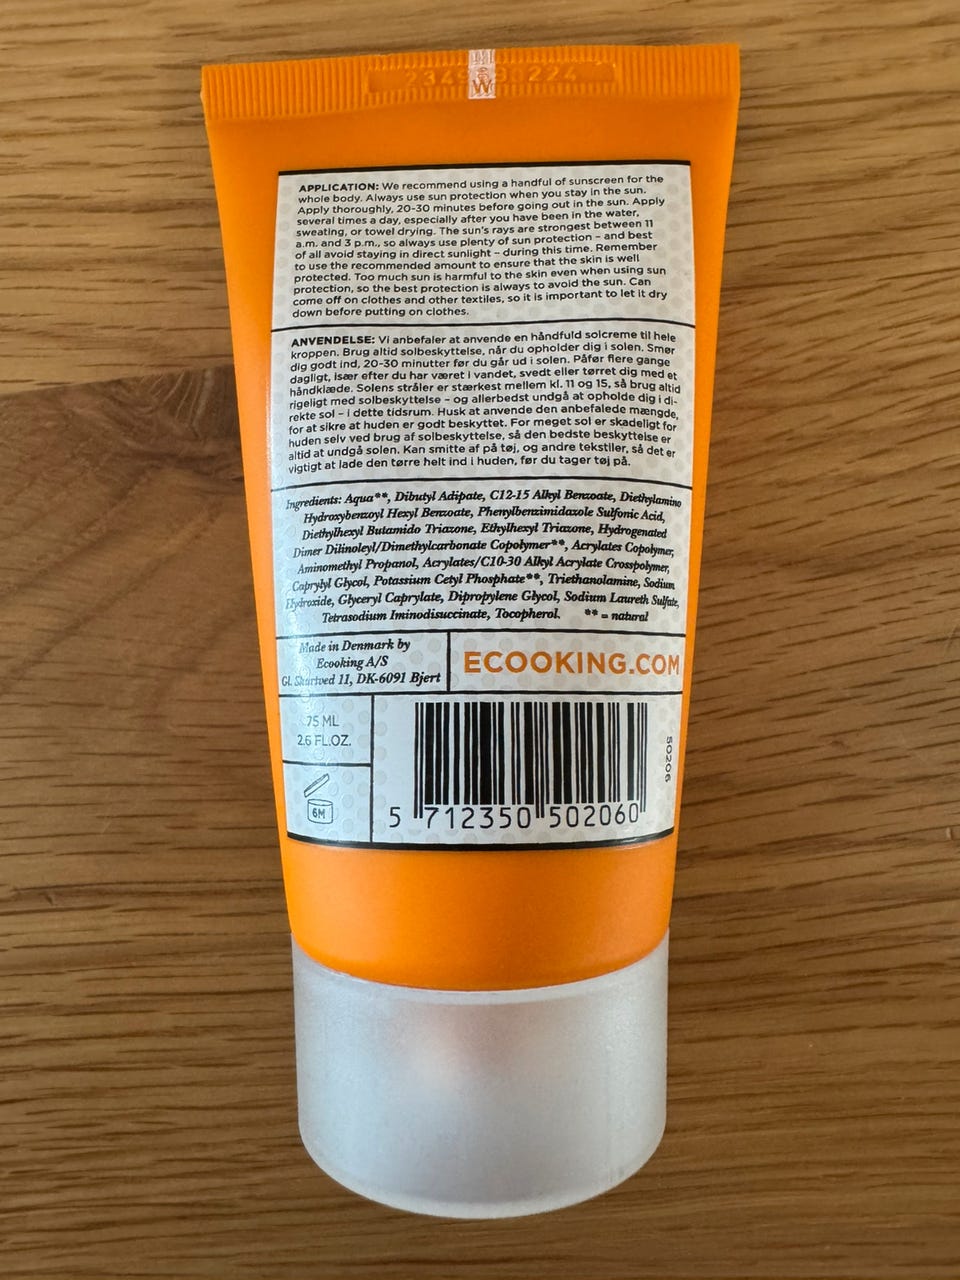 APPLICATION: We recommend using a handful of sunscreen for the
whole body. Always use sun protection when you stay in the sun.
Apply thoroughly, 20-30 minutes before going out in the sun. Apply
several times a day, especially after you have been in the water,
sweating, or towel drying. The sun's rays are strongest between 11
a.m. and 3 p.m., so always use plenty of sun protection – and best
of all avoid staying in direct sunlight – during this time. Remember
to use the recommended amount to ensure that the skin is well
protected. Too much sun is harmful to the skin even when using sun
protection, so the best protection is always to avoid the sun. Can
come off on clothes and other textiles, so it is important to let it dry
down before putting on clothes.
ANVENDELSE: Vi anbefaler at anvende en håndfuld solcreme til hele
kroppen. Brug altid solbeskyttelse, når du opholder dig i solen. Smør
dig godt ind, 20-30 minutter før du går ud i solen. Påfør flere gange
dagligt, især efter du har været i vandet, svedt eller tørret dig med et
håndklæde. Solens stråler er stærkest mellem kl. 11 og 15, så brug altid
rigeligt med solbeskyttelse – og allerbedst undgå at opholde dig i di-
rekte sol – i dette tidsrum. Husk at anvende den anbefalede mængde,
for at sikre at huden er godt beskyttet. For meget sol er skadeligt for
huden selv ved brug af solbeskyttelse, så den bedste beskyttelse er
altid at undgå solen. Kan smitte af på tøj, og andre tekstiler, så det er
vigtigt at lade den tørre helt ind i huden, før du tager tøj på.
Ingredients: Aqua**, Dibutyl Adipate, C12-15 Alkyl Benzoate, Diethylamino
Hydroxybenzoyl Hexyl Benzoate, Phenylbenzimidazole Sulfonic Acid,
Diethylhexyl Butamido Triazone, Ethylhexyl Triazone, Hydrogenated
Dimer Dilinoleyl/Dimethylcarbonate Copolymer**, Acrylates Copolymer,
Aminomethyl Propanol, Acrylates/C10-30 Alkyl Acrylate Crosspolymer,
Caprylyl Glycol, Potassium Cetyl Phosphate**, Triethanolamine, Sodium
Hydroxide, Glyceryl Caprylate, Dipropylene Glycol, Sodium Laureth Sulfate,
Tetrasodium Iminodisuccinate, Tocopherol. ** = natural
Made in Denmark by
Ecooking A/S
Gl. Skartved 11, DK-6091 Bjert
ECOOKING.COM
75 ML
2.6 FL.OZ.
6M
50206
5 712350 502060